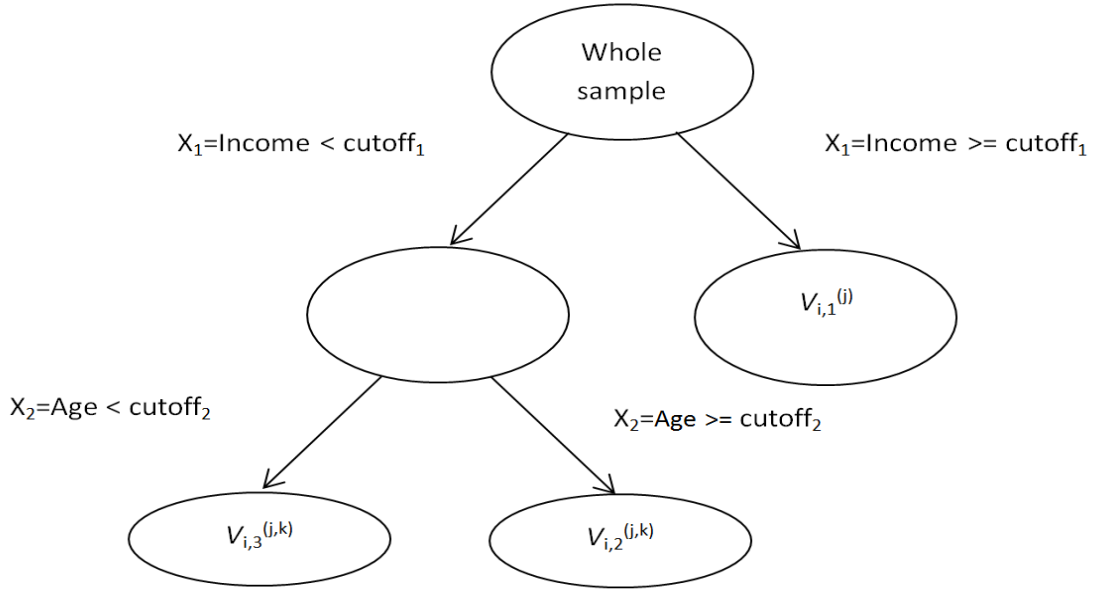 Whole
sample
X₁=Income < cutoff₁
X₁=Income >= cutoff₁
Vᵢ,₁⁽ʲ⁾
X₂=Age < cutoff₂
X₂=Age >= cutoff₂
Vᵢ,₃⁽ʲ,ᵏ⁾
Vᵢ,₂⁽ʲ,ᵏ⁾